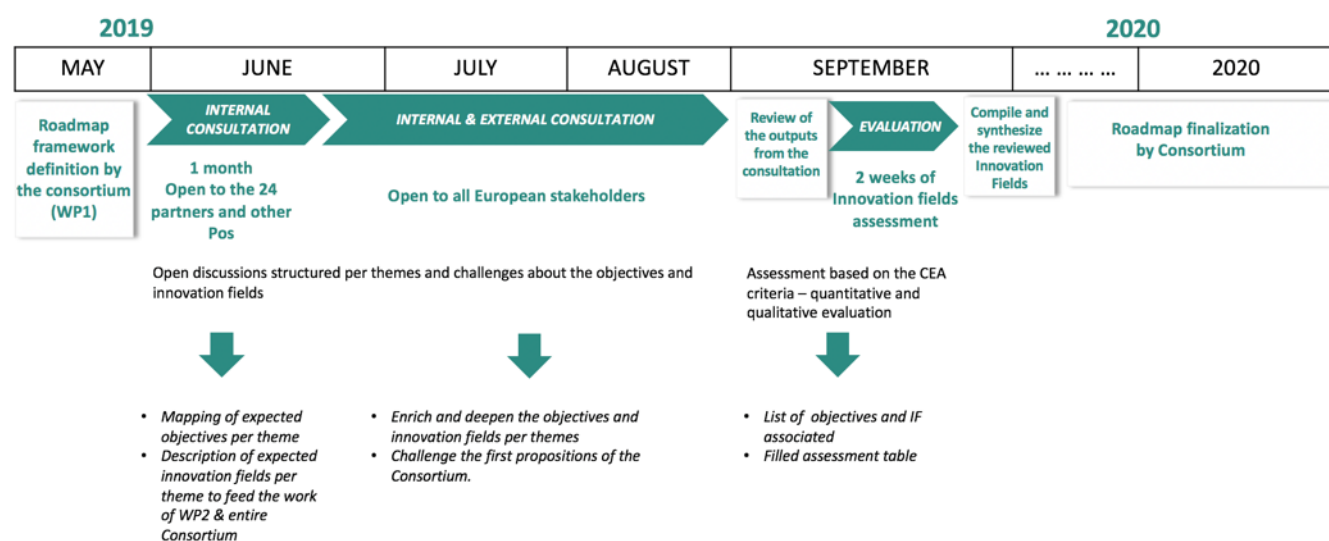 2019
2020
MAY
JUNE
JULY
AUGUST
SEPTEMBER
... ... ... ...
2020
Roadmap
framework
definition by
the consortium
(WP1)
INTERNAL
CONSULTATION
1 month
Open to the 24
partners and other
Pos
INTERNAL & EXTERNAL CONSULTATION
Open to all European stakeholders
Review of
the outputs
from the
consultation
EVALUATION
2 weeks of
Innovation fields
assessment
Compile and
synthesize
the reviewed
Innovation
Fields
Roadmap finalization
by Consortium
Open discussions structured per themes and challenges about the objectives and
innovation fields
Assessment based on the CEA
criteria – quantitative and
qualitative evaluation
• Mapping of expected
objectives per theme
• Description of expected
innovation fields per
theme to feed the work
of WP2 & entire
Consortium
• Enrich and deepen the objectives and
innovation fields per themes
• Challenge the first propositions of the
Consortium.
• List of objectives and IF
associated
• Filled assessment table